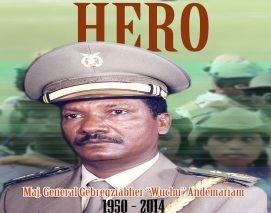 HERO
Maj. General Gebregziabher "Wuchu" Andemariam
1950 - 2014